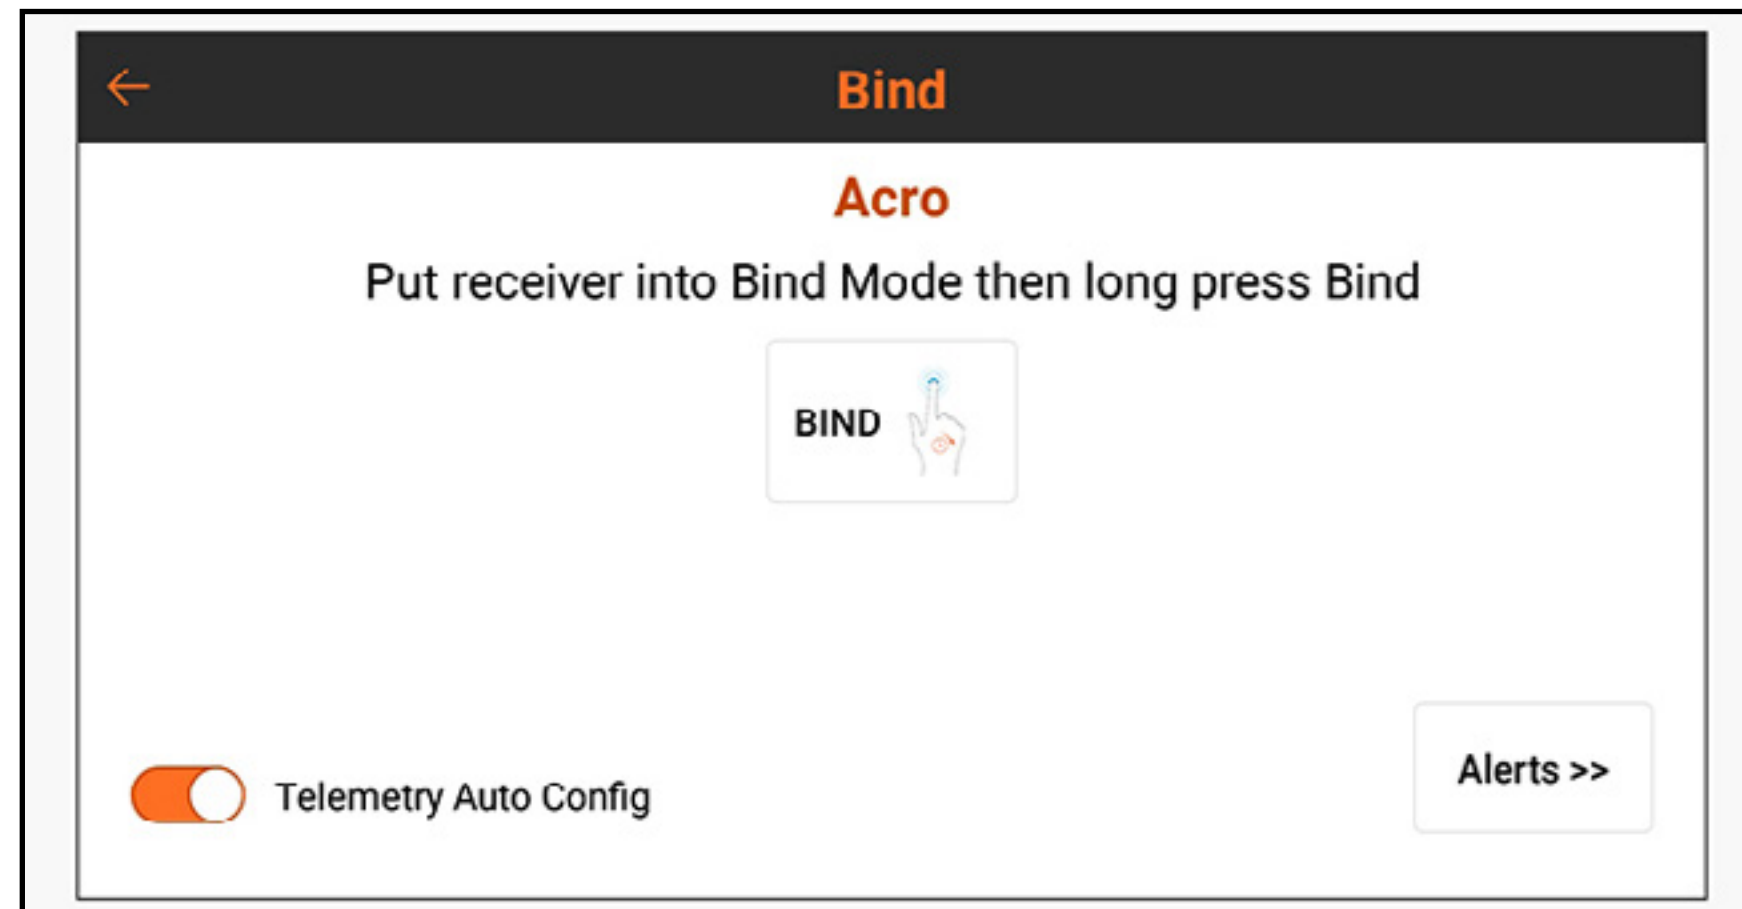 Bind
Acro
Put receiver into Bind Mode then long press Bind
BIND
Alerts >>
Telemetry Auto Config